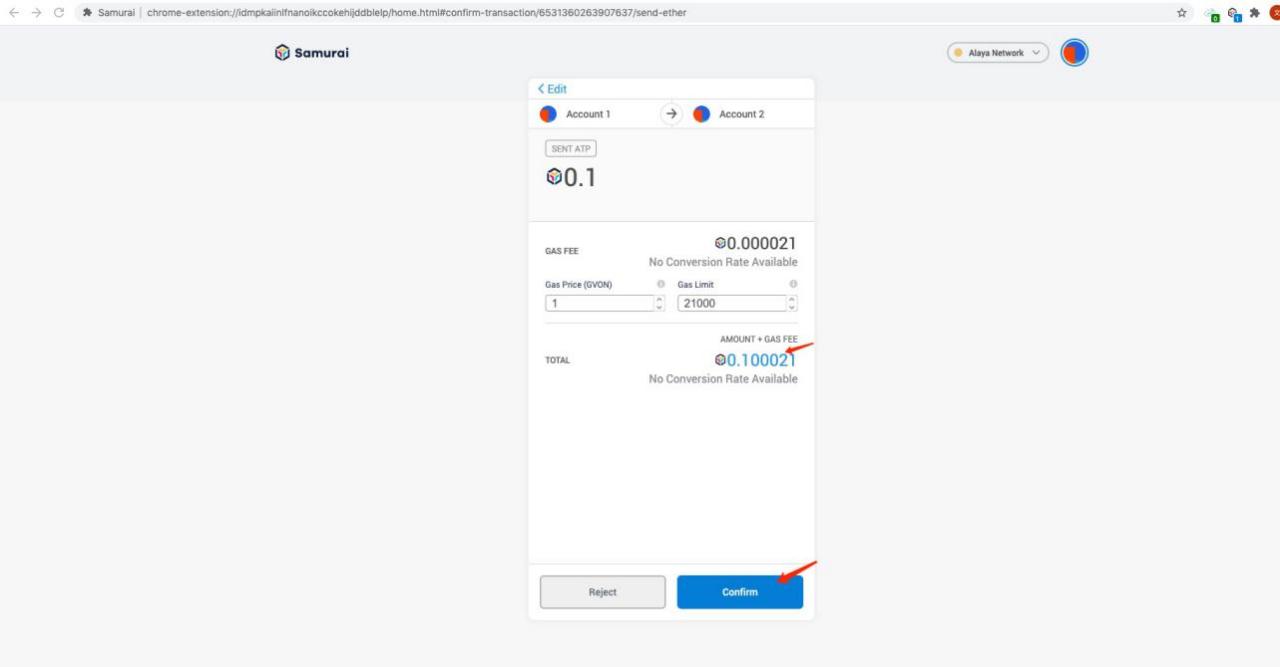 Samurai | chrome-extension://idmpkaiinlfnanoikccokehijddblelp/home.html#confirm-transaction/6531360263907637/send-ether
Samurai
Alaya Network
< Edit
Account 1 → Account 2
SENT ATP
0.1
GAS FEE 0.000021
No Conversion Rate Available
Gas Price (GVON) Gas Limit
1 21000
AMOUNT + GAS FEE
TOTAL 0.100021
No Conversion Rate Available
Reject Confirm